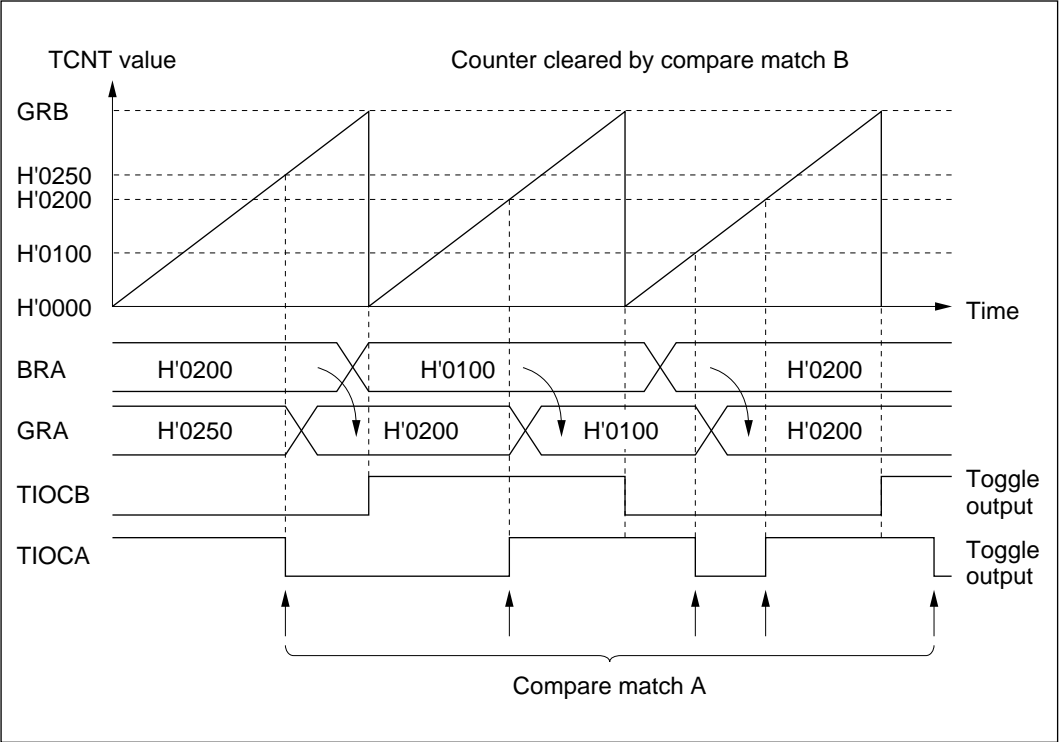 TCNT value
Counter cleared by compare match B
GRB
H'0250
H'0200
H'0100
H'0000
Time
BRA
H'0200
H'0100
H'0200
GRA
H'0250
H'0200
H'0100
H'0200
TIOCB
Toggle
output
TIOCA
Toggle
output
Compare match A